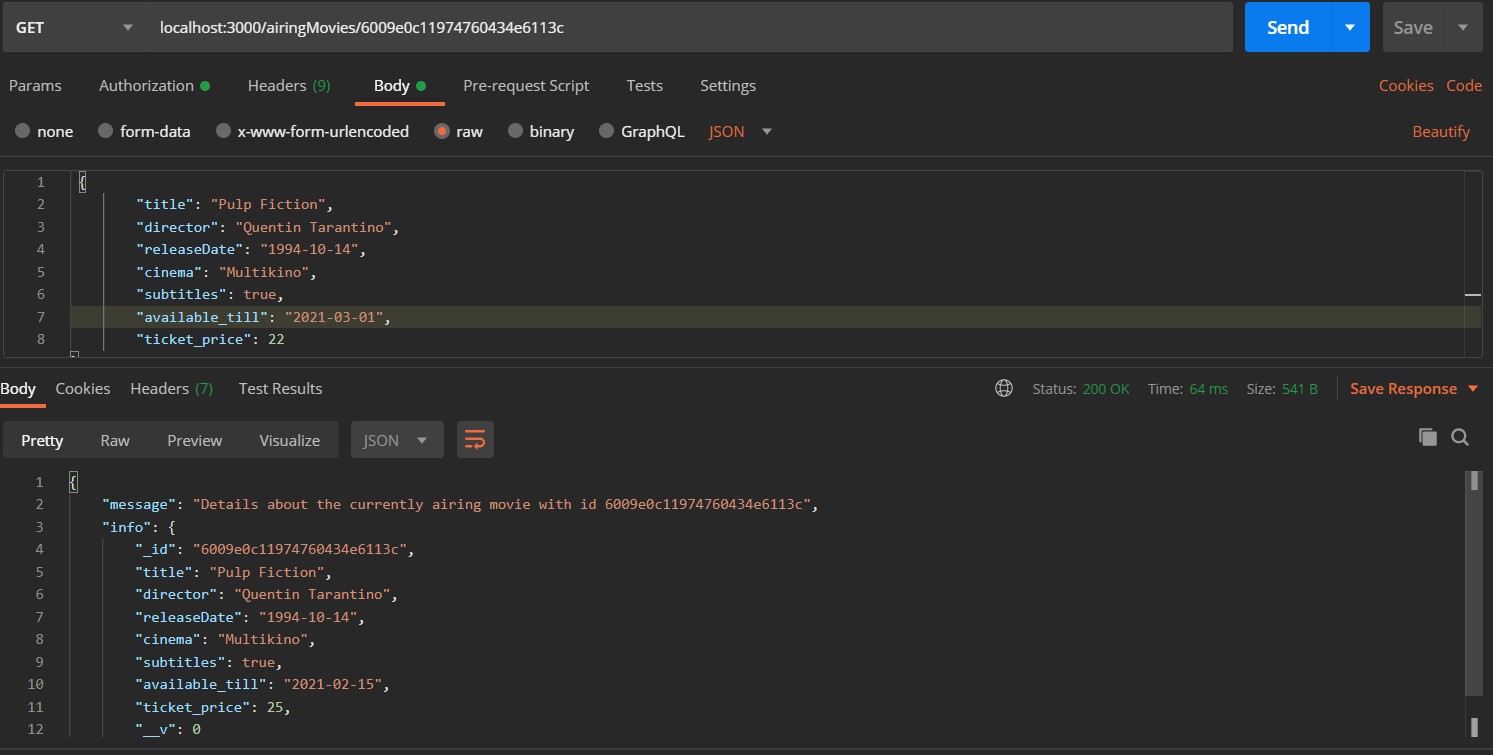 GET localhost:3000/airingMovies/6009e0c11974760434e6113c Send Save
Params Authorization Headers (9) Body Pre-request Script Tests Settings Cookies Code
none form-data x-www-form-urlencoded raw binary GraphQL JSON Beautify
1 {
2 "title": "Pulp Fiction",
3 "director": "Quentin Tarantino",
4 "releaseDate": "1994-10-14",
5 "cinema": "Multikino",
6 "subtitles": true,
7 "available_till": "2021-03-01",
8 "ticket_price": 22
Body Cookies Headers (7) Test Results Status: 200 OK Time: 64 ms Size: 541 B Save Response
Pretty Raw Preview Visualize JSON
1 {
2 "message": "Details about the currently airing movie with id 6009e0c11974760434e6113c",
3 "info": {
4 "_id": "6009e0c11974760434e6113c",
5 "title": "Pulp Fiction",
6 "director": "Quentin Tarantino",
7 "releaseDate": "1994-10-14",
8 "cinema": "Multikino",
9 "subtitles": true,
10 "available_till": "2021-02-15",
11 "ticket_price": 25,
12 "__v": 0